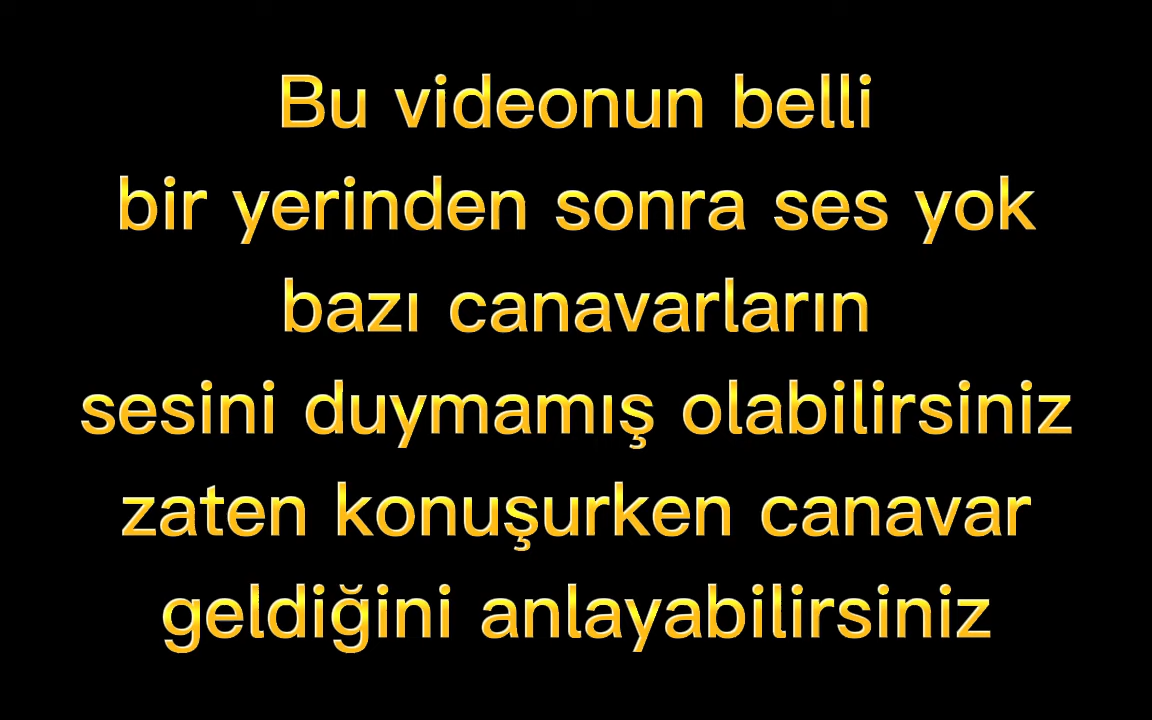 Bu videonun belli
bir yerinden sonra ses yok
bazı canavarların
sesini duymamış olabilirsiniz
zaten konuşurken canavar
geldiğini anlayabilirsiniz